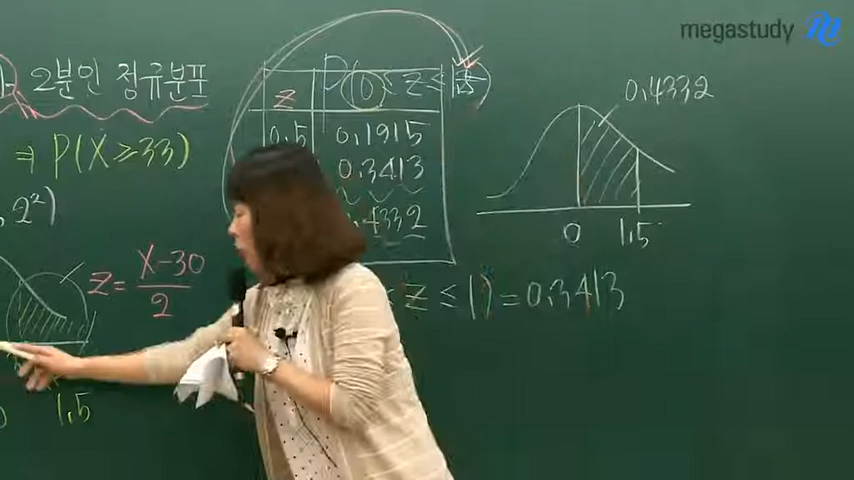 megastudy
2분인 정규분포
⇒ P(X≥33)
, 2²)
z = X-30 / 2
1.5
z P(0≤z≤
0.5 0.1915
0.3413
.4332
≤z≤1) = 0.3413
0.4332
0 1.5